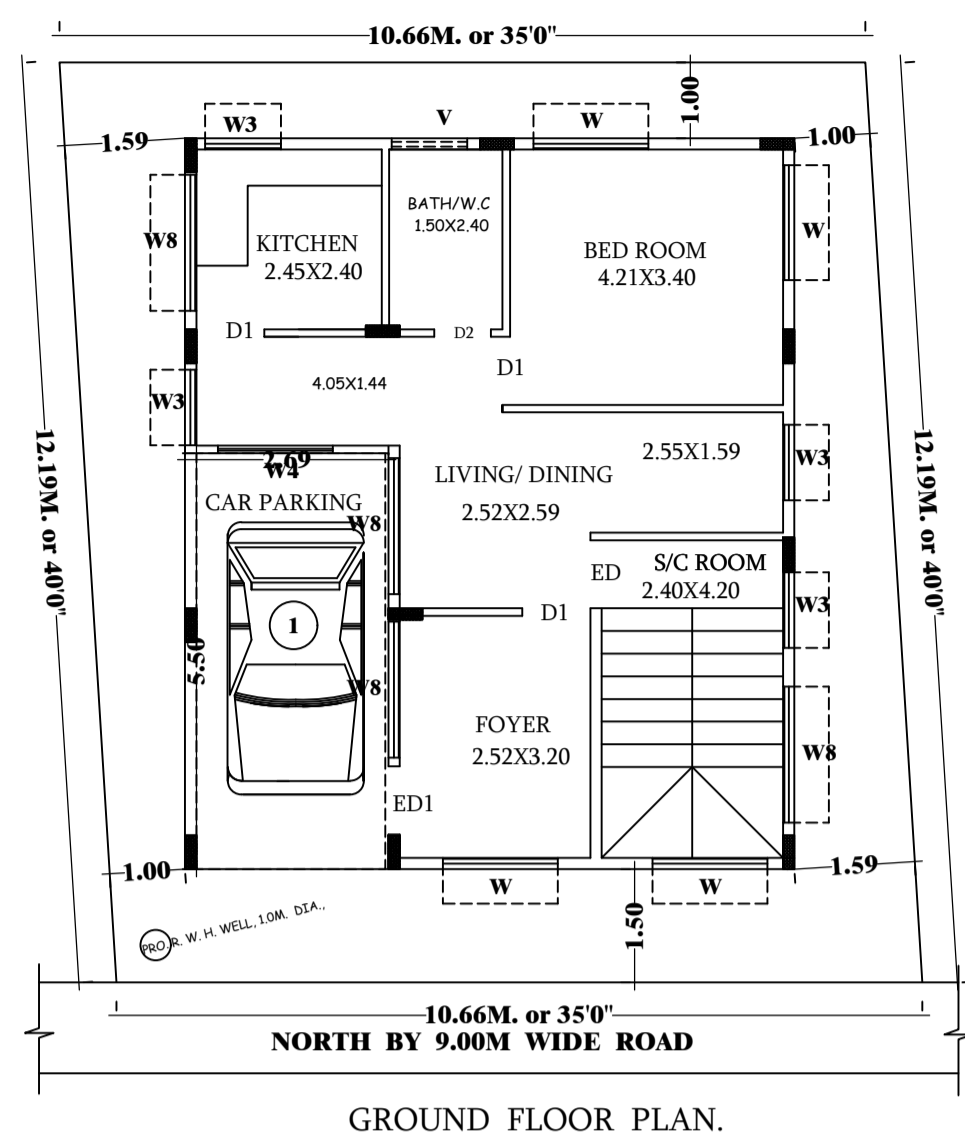 10.66M. or 35'0"
1.00
1.59
W3
V
W
1.00
BATH/W.C
1.50X2.40
W8
KITCHEN
2.45X2.40
BED ROOM
4.21X3.40
W
D1
D2
D1
4.05X1.44
W3
12.19M. or 40'0"
2.69
W4
CAR PARKING
W8
LIVING/ DINING
2.52X2.59
2.55X1.59
W3
12.19M. or 40'0"
ED
S/C ROOM
2.40X4.20
W3
D1
1
5.50
W8
FOYER
2.52X3.20
W8
ED1
1.00
W
W
1.59
1.50
PRO. R. W. H. WELL, 1.0M. DIA.,
10.66M. or 35'0"
NORTH BY 9.00M WIDE ROAD
GROUND FLOOR PLAN.